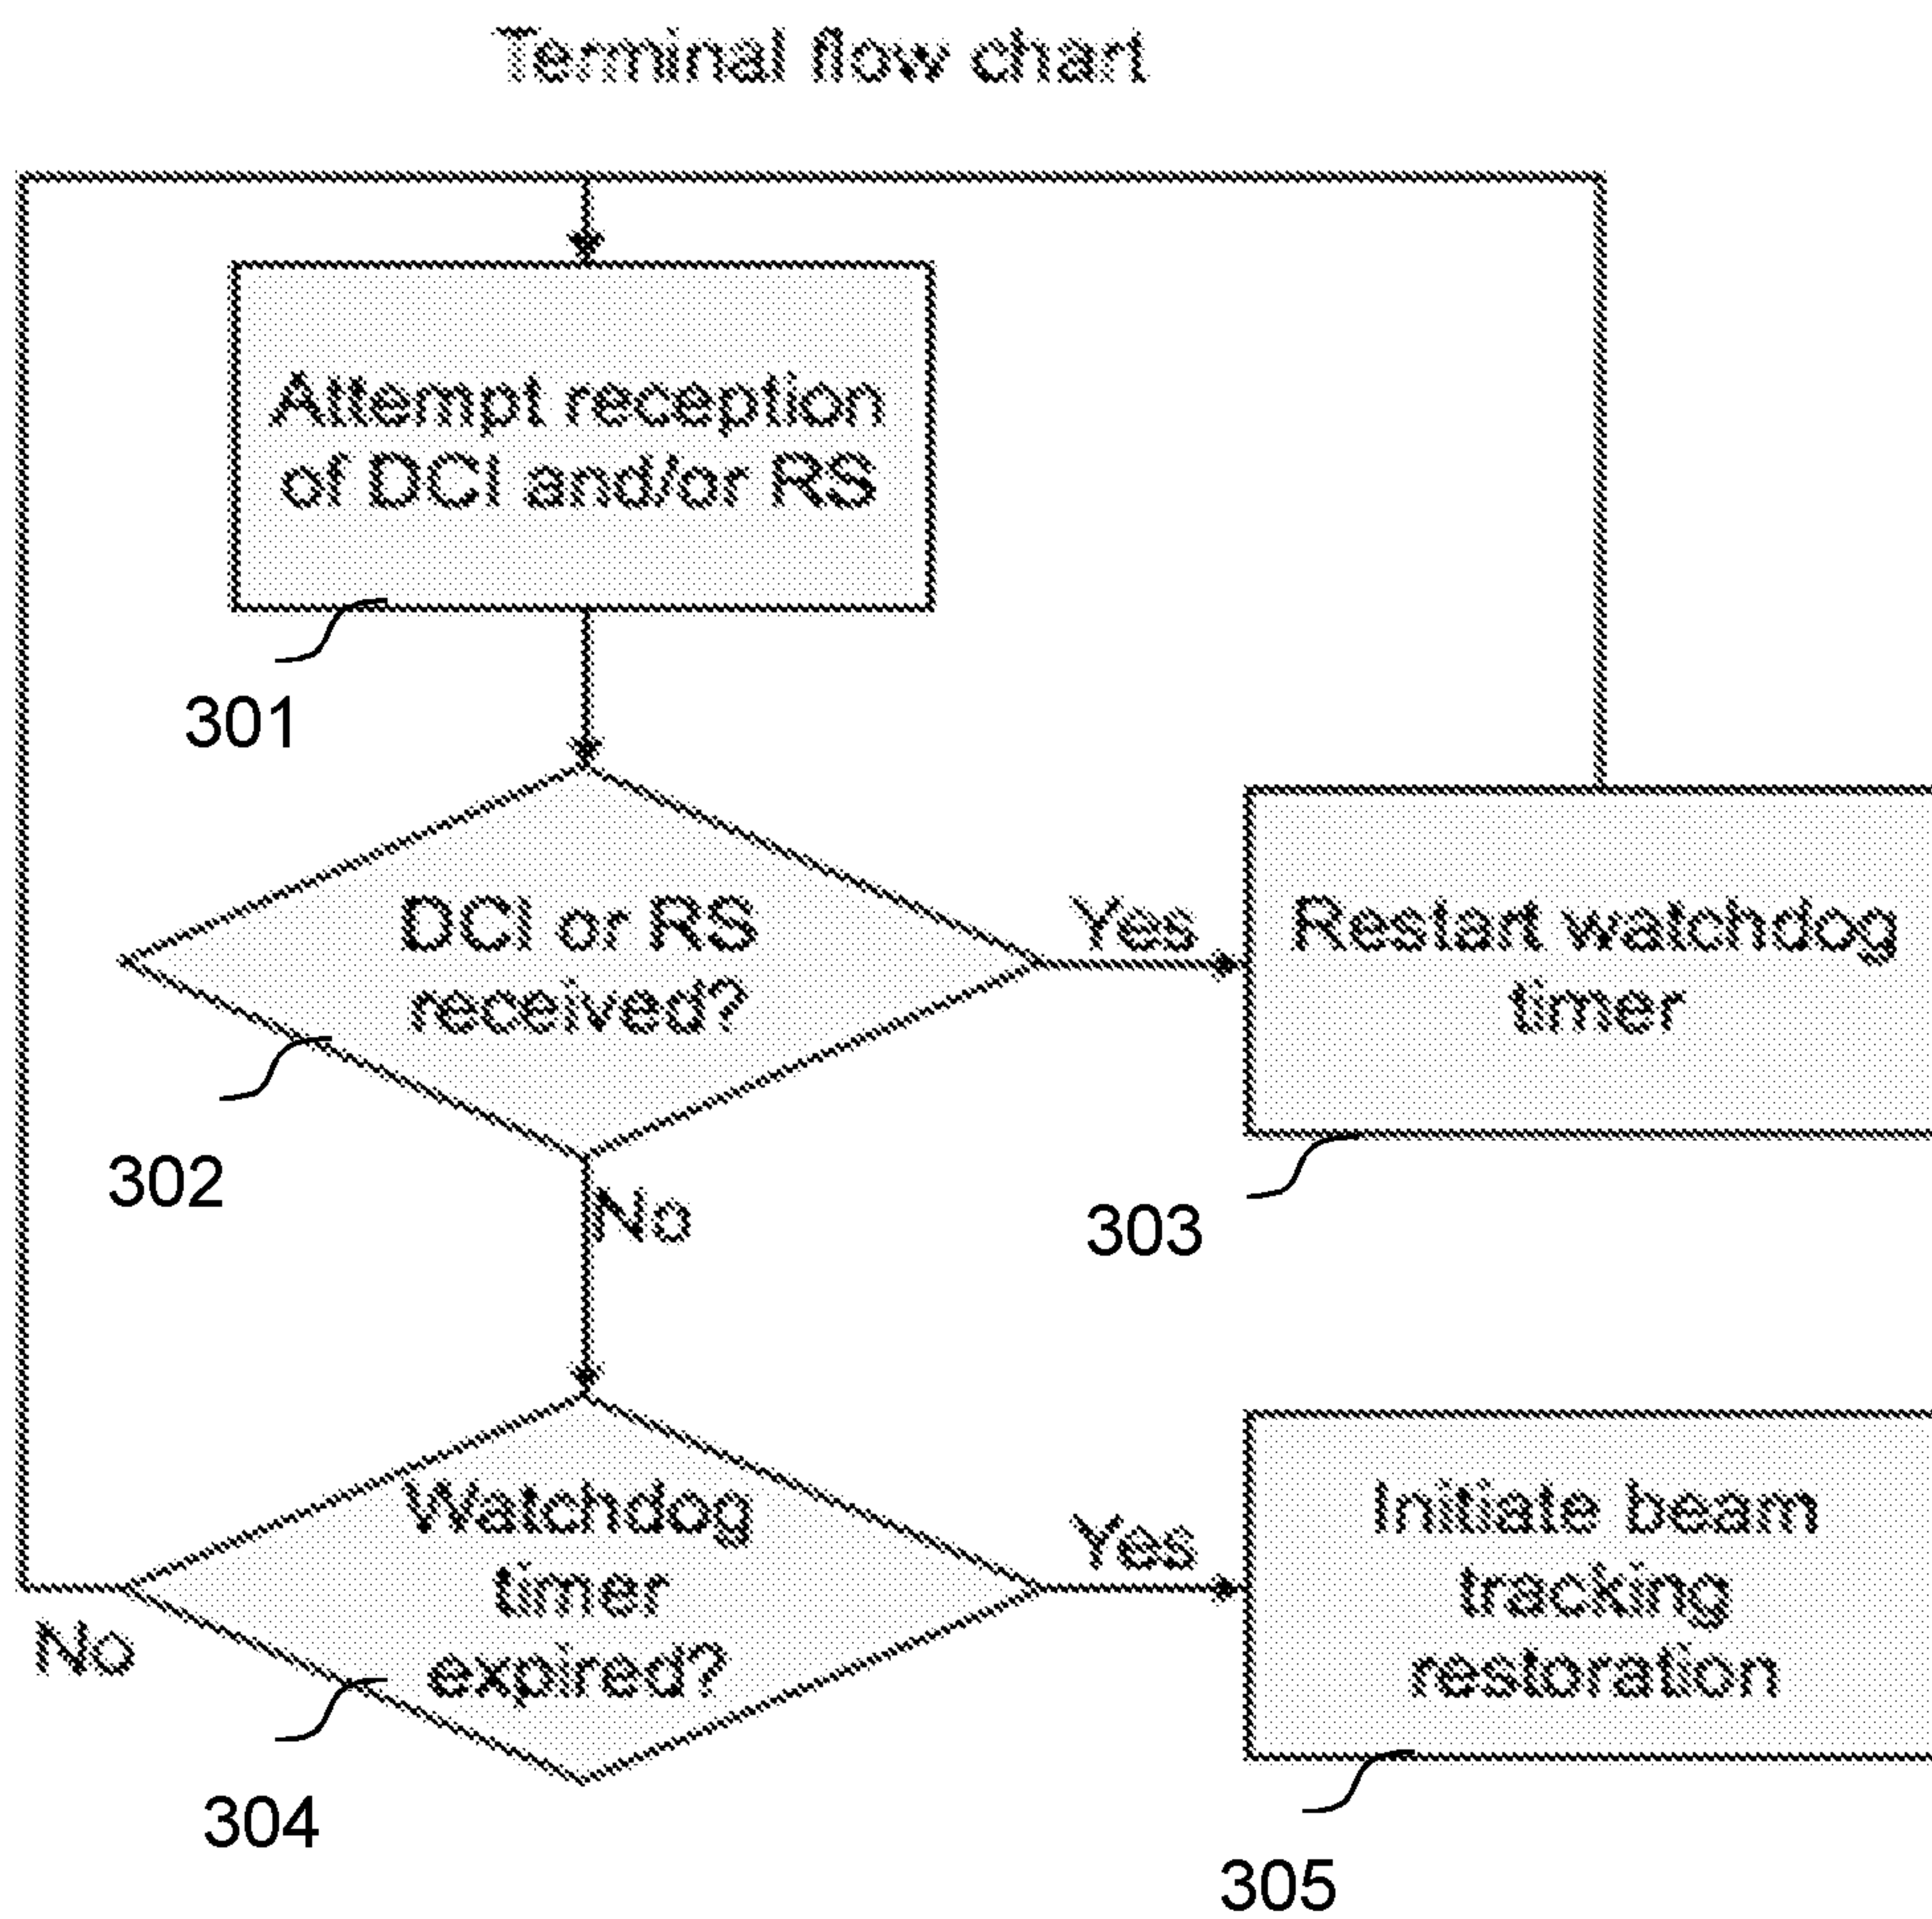 Terminal flow chart
Attempt reception
of DCI and/or RS
301
DCI or RS
received?
302
Yes
Restart watchdog
timer
303
No
Watchdog
timer
expired?
304
No
Yes
Initiate beam
tracking
restoration
305